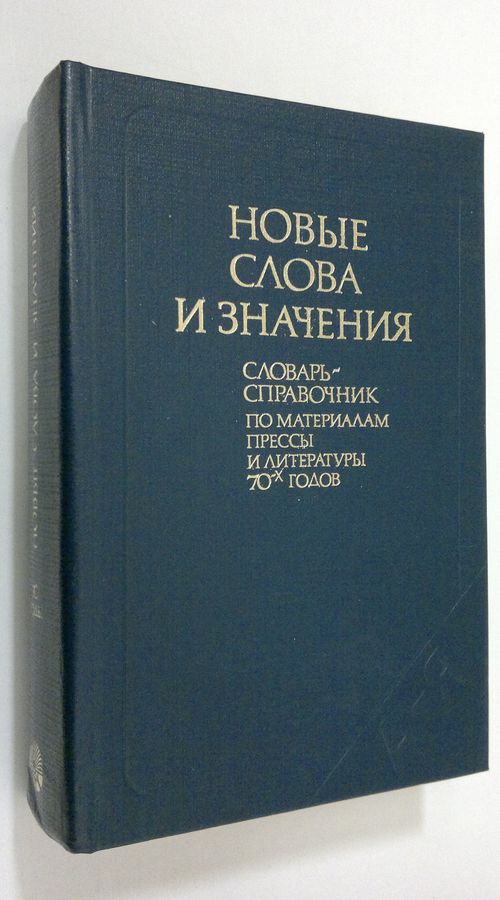 НОВЫЕ
СЛОВА
И ЗНАЧЕНИЯ
СЛОВАРЬ-
СПРАВОЧНИК
ПО МАТЕРИАЛАМ
ПРЕССЫ
И ЛИТЕРАТУРЫ
70-Х ГОДОВ
НОВЫЕ СЛОВА И ЗНАЧЕНИЯ